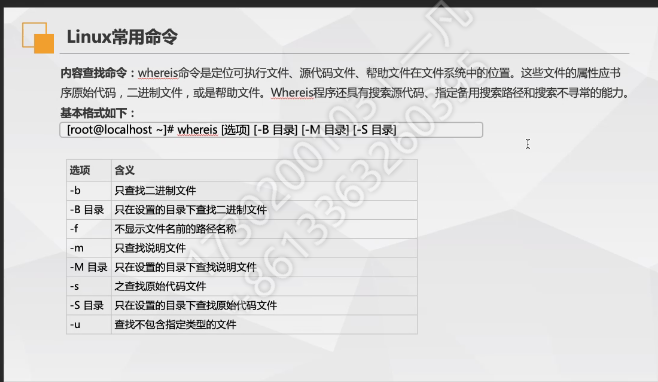 Linux常用命令
内容查找命令：whereis命令是定位可执行文件、源代码文件、帮助文件在文件系统中的位置。这些文件的属性应书
序原始代码，二进制文件，或是帮助文件。Whereis程序还具有搜索源代码、指定备用搜索路径和搜索不寻常的能力。
基本格式如下：
[root@localhost ~]# whereis [选项] [-B 目录] [-M 目录] [-S 目录]
选项 含义
-b 只查找二进制文件
-B 目录 只在设置的目录下查找二进制文件
-f 不显示文件名前的路径名称
-m 只查找说明文件
-M 目录 只在设置的目录下查找说明文件
-s 之查找原始代码文件
-S 目录 只在设置的目录下查找原始代码文件
-u 查找不包含指定类型的文件